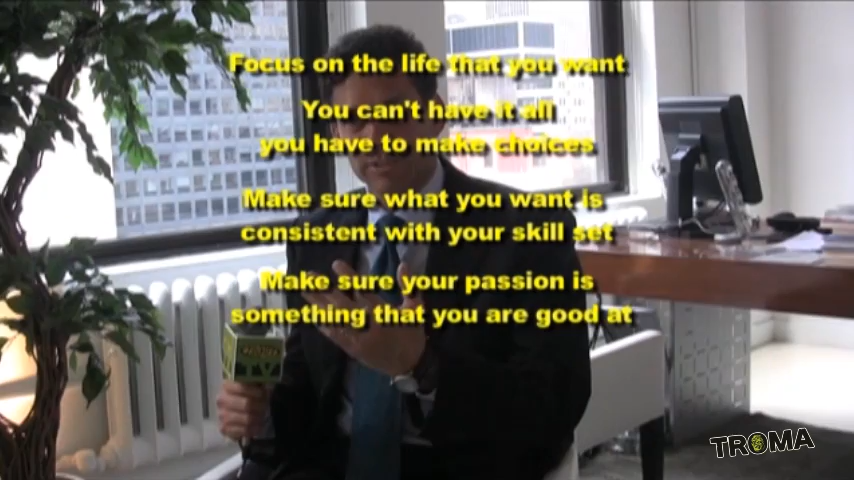 Focus on the life that you want
You can't have it all
you have to make choices
Make sure what you want is
consistent with your skill set
Make sure your passion is
something that you are good at
TV
TROMA